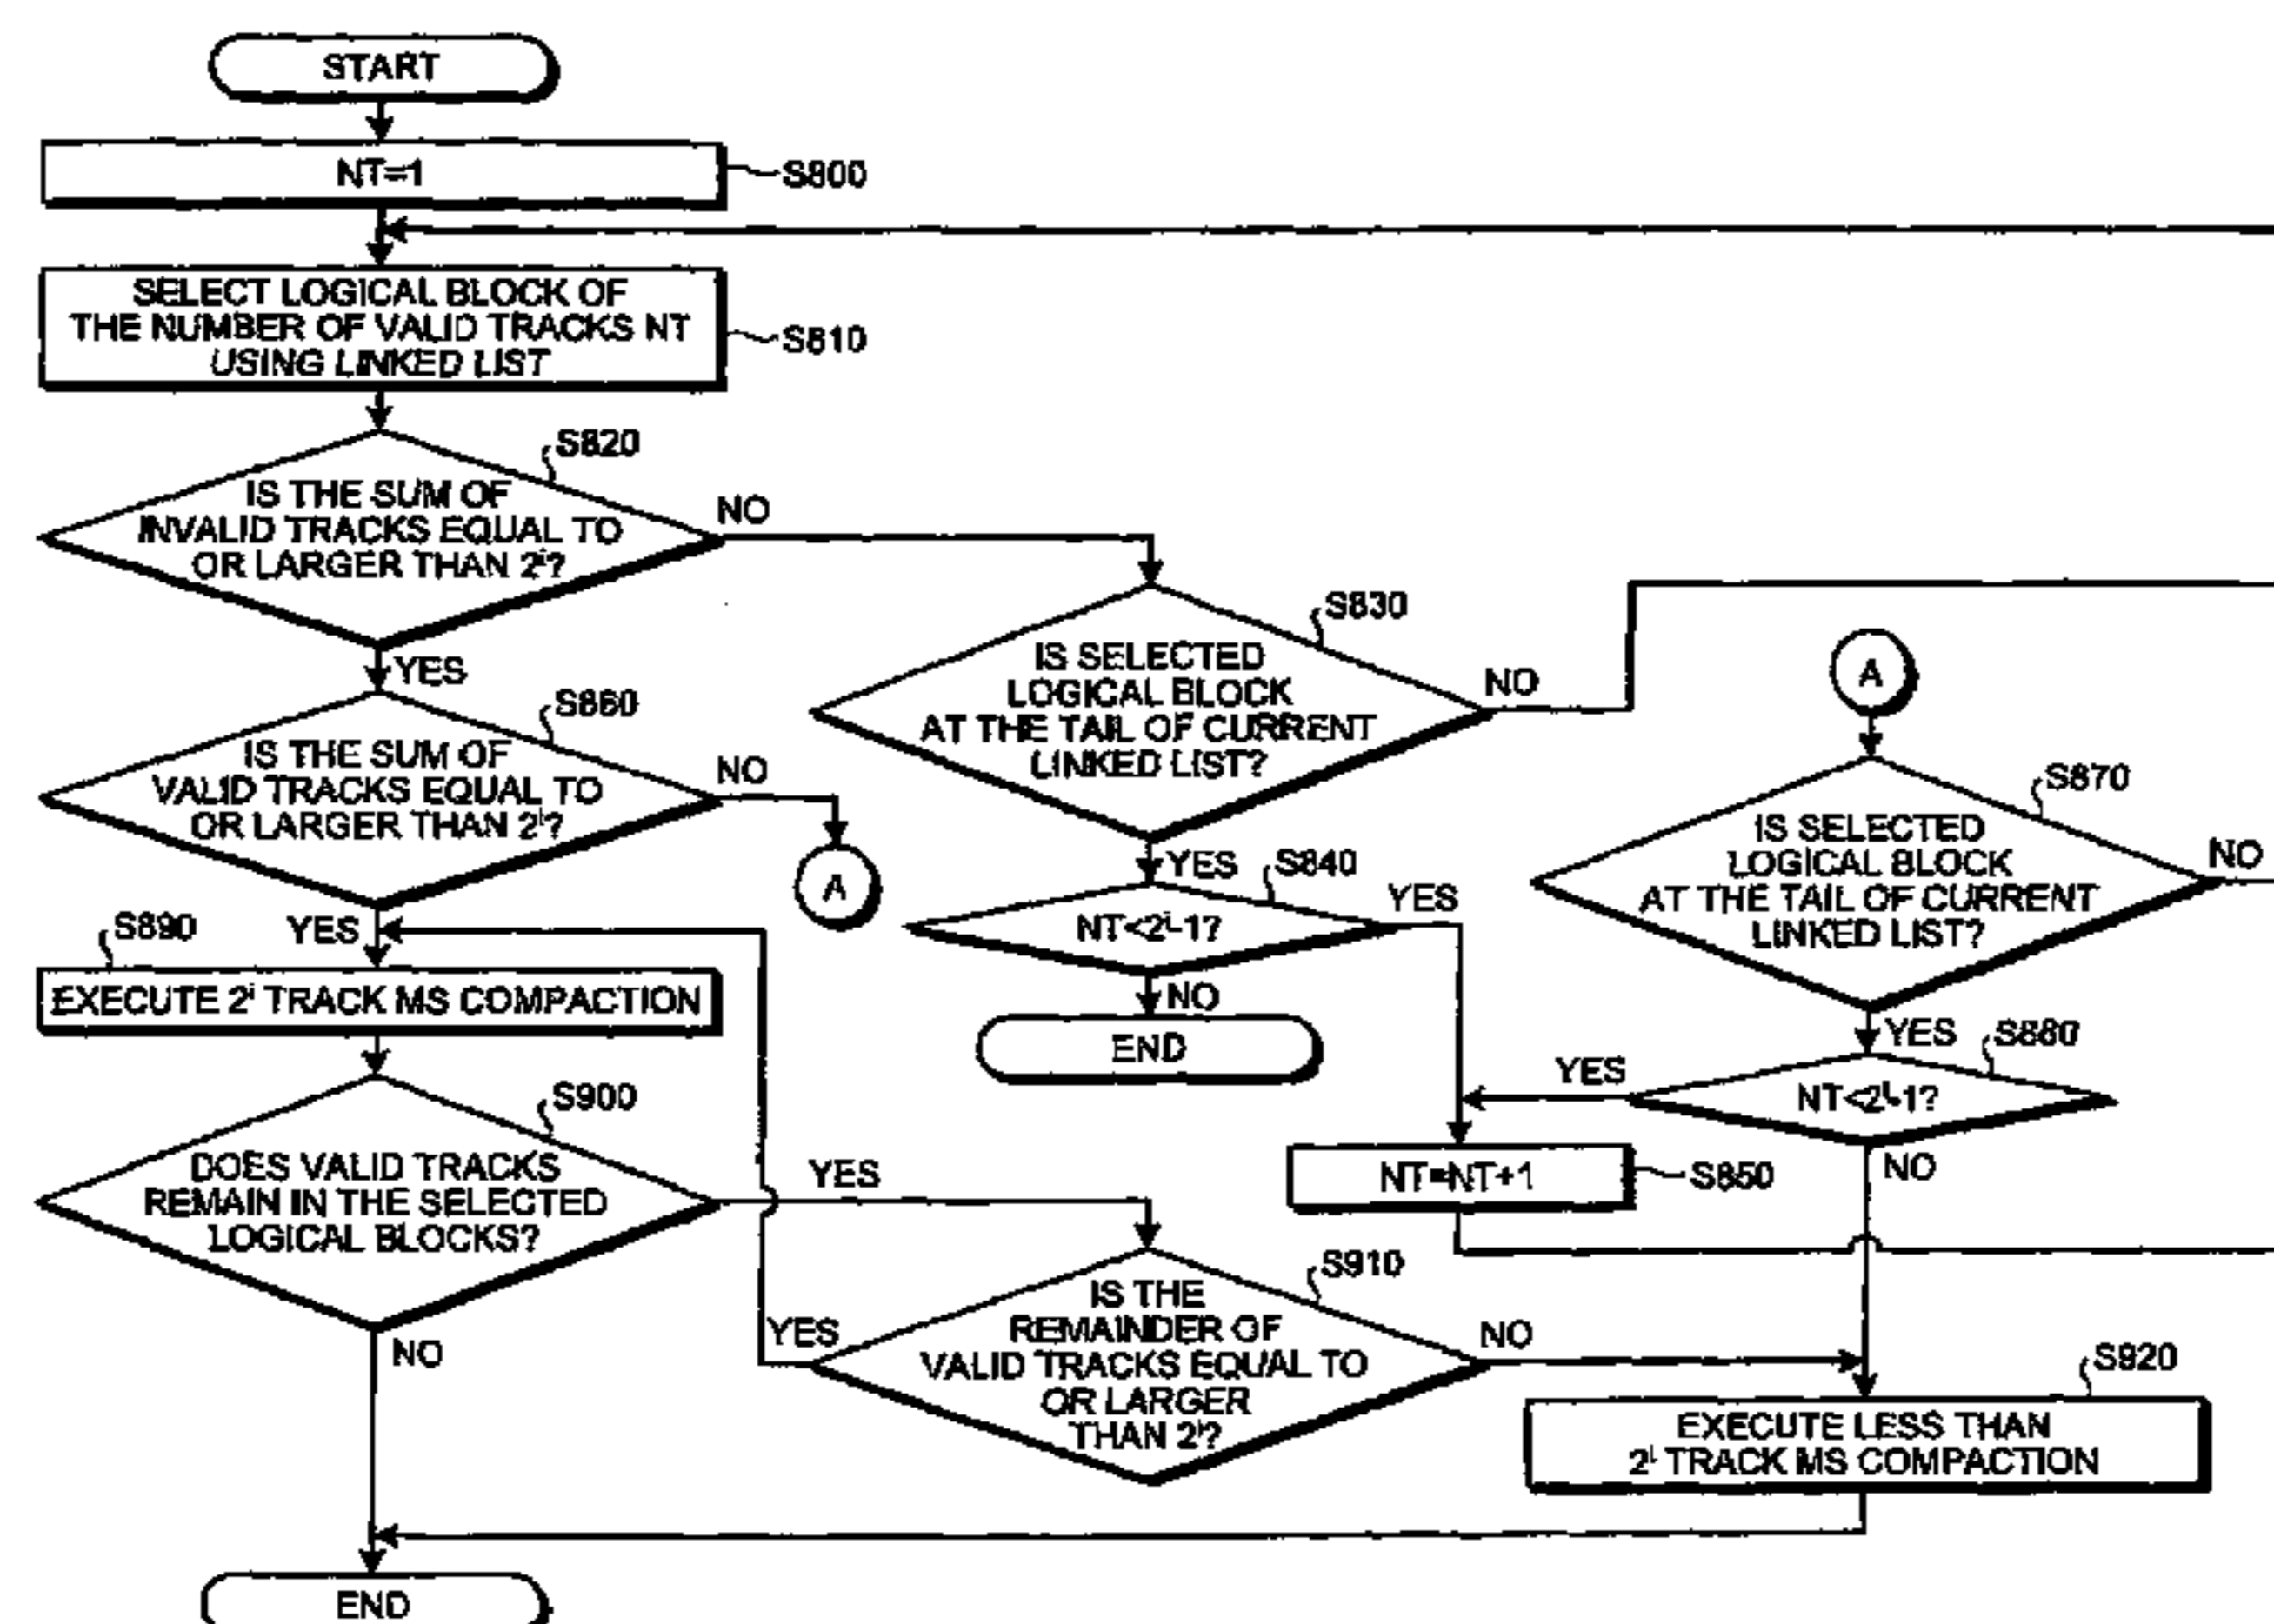 START
NT=1
S800
SELECT LOGICAL BLOCK OF
THE NUMBER OF VALID TRACKS NT
USING LINKED LIST
S810
S820
IS THE SUM OF
INVALID TRACKS EQUAL TO
OR LARGER THAN 2ⁱ?
NO
YES
S830
IS SELECTED
LOGICAL BLOCK
AT THE TAIL OF CURRENT
LINKED LIST?
NO
YES
S860
IS THE SUM OF
VALID TRACKS EQUAL TO
OR LARGER THAN 2ⁱ?
NO
A
YES
S840
NT<2ⁱ-1?
YES
NO
END
A
S870
IS SELECTED
LOGICAL BLOCK
AT THE TAIL OF CURRENT
LINKED LIST?
NO
YES
S880
NT<2ⁱ-1?
YES
NO
NT=NT+1
S850
S890
EXECUTE 2ⁱ TRACK MS COMPACTION
S900
DOES VALID TRACKS
REMAIN IN THE SELECTED
LOGICAL BLOCKS?
YES
NO
S910
IS THE
REMAINDER OF
VALID TRACKS EQUAL TO
OR LARGER
THAN 2ⁱ?
YES
NO
S920
EXECUTE LESS THAN
2ⁱ TRACK MS COMPACTION
END